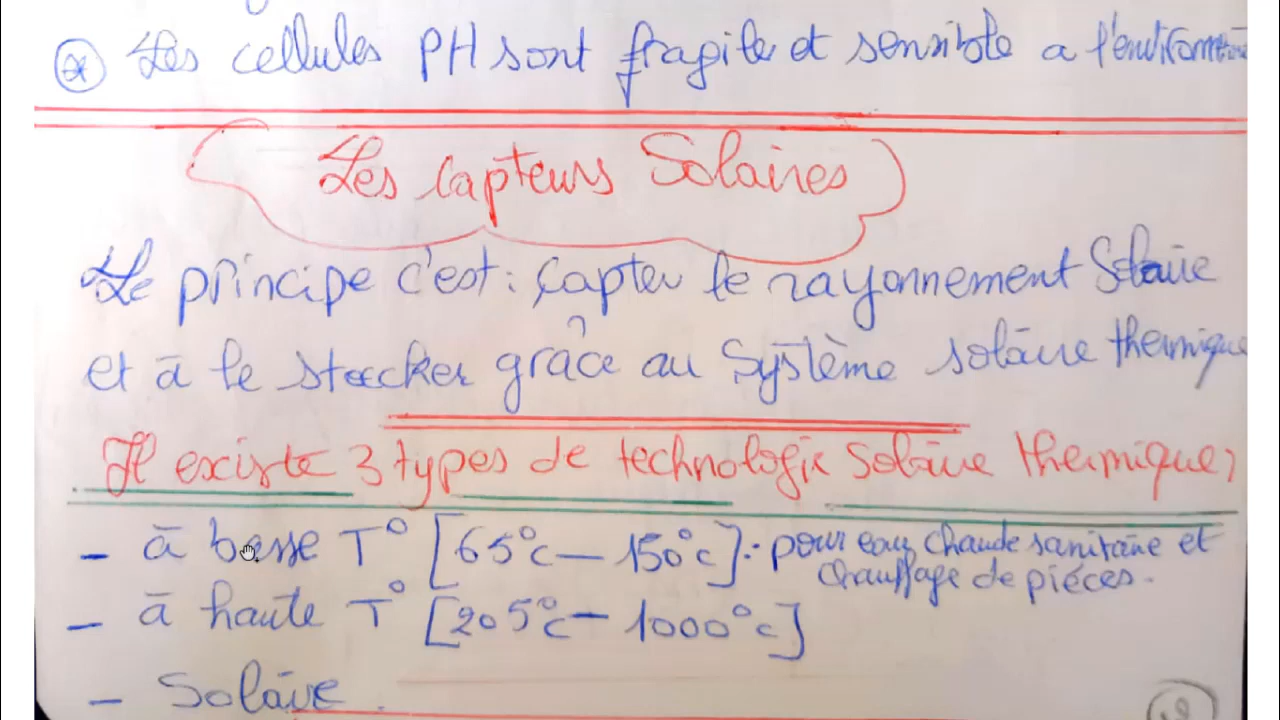 Les cellules PH sont fragile et sensible a l'environne
Les capteurs Solaires
Le principe c'est : capter le rayonnement Solaire
et à le stocker grâce au Système solaire thermique
Il existe 3 types de technologie Solaire thermique,
- à basse T° [65°c - 150°c] : pour eau chaude sanitaire et
chauffage de piéces.
- à haute T° [205°c - 1000°c]
- Solaire.